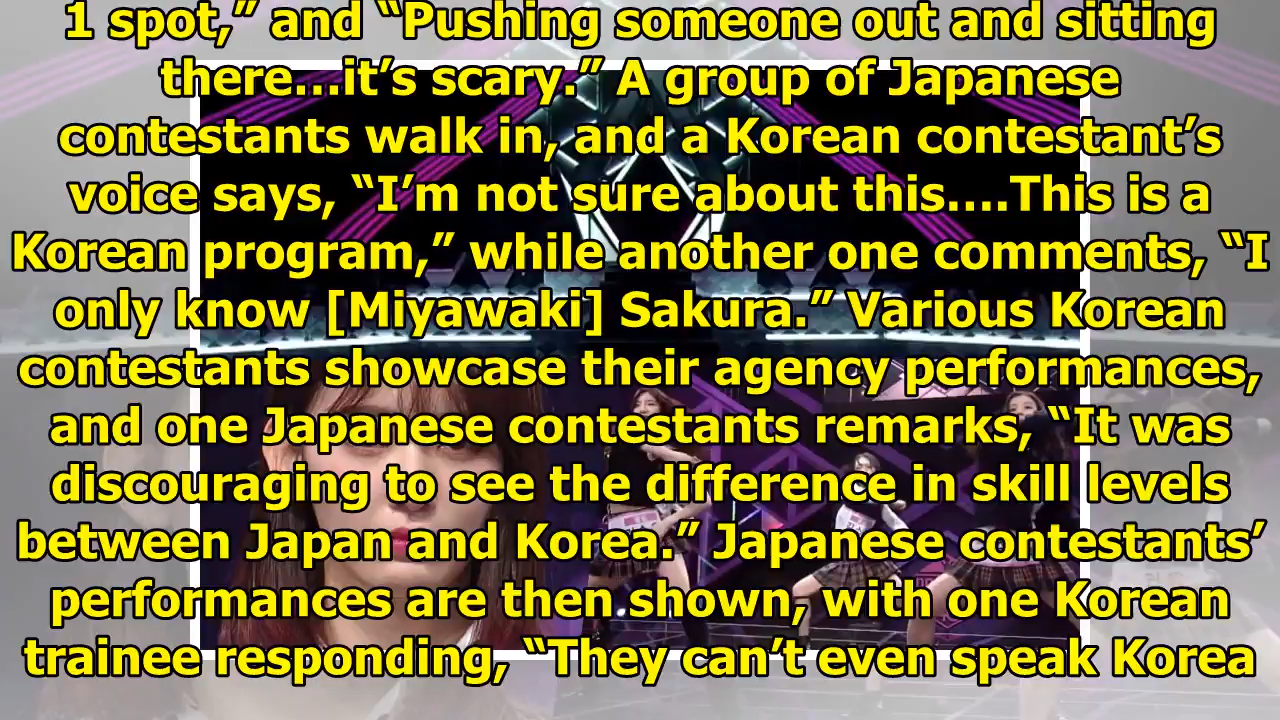 1 spot,” and “Pushing someone out and sitting
there...it’s scary.” A group of Japanese
contestants walk in, and a Korean contestant’s
voice says, “I’m not sure about this....This is a
Korean program,” while another one comments, “I
only know [Miyawaki] Sakura.” Various Korean
contestants showcase their agency performances,
and one Japanese contestants remarks, “It was
discouraging to see the difference in skill levels
between Japan and Korea.” Japanese contestants’
performances are then shown, with one Korean
trainee responding, “They can’t even speak Korea